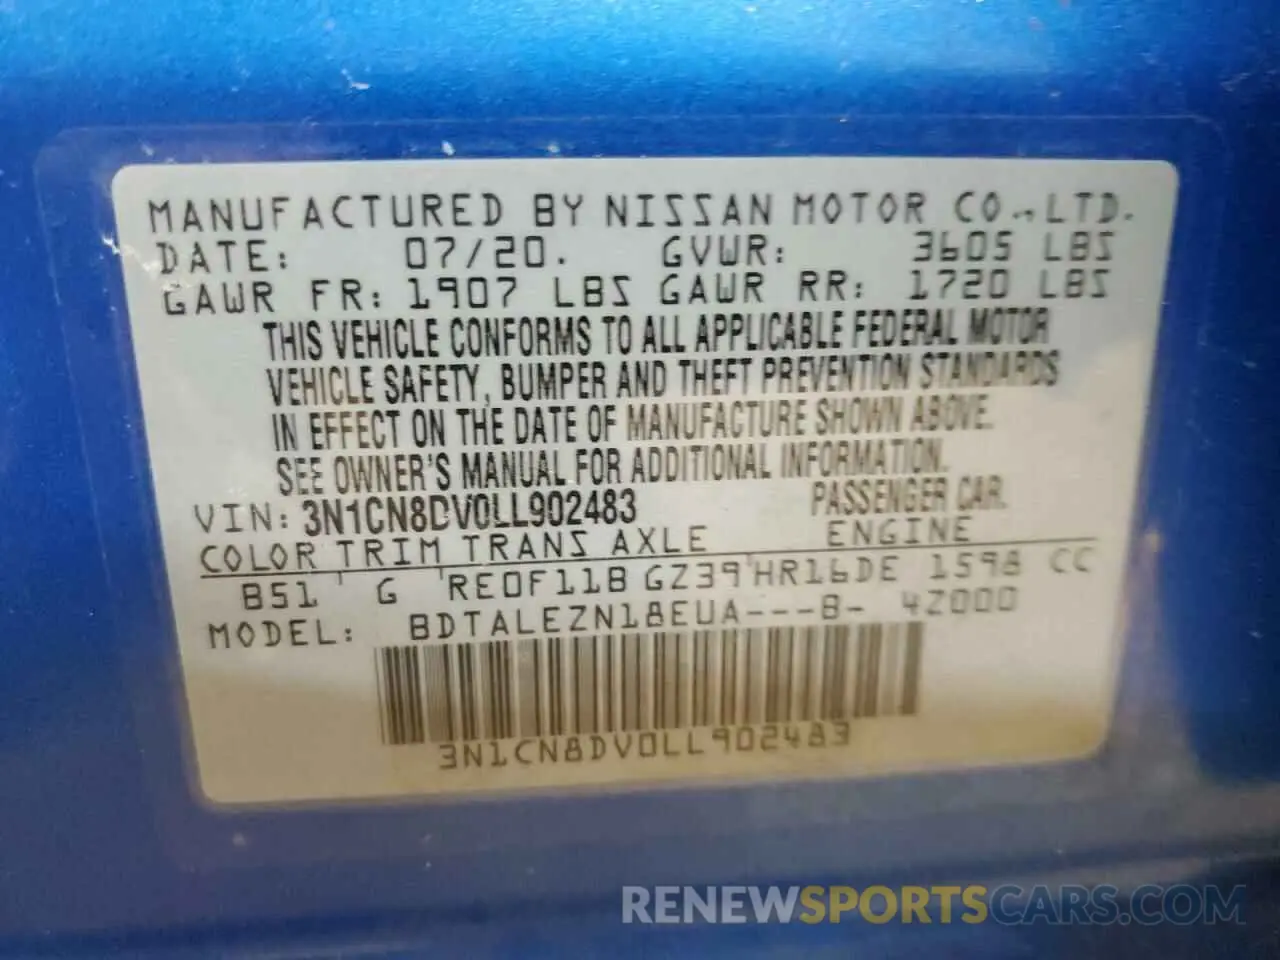 MANUFACTURED BY NISSAN MOTOR CO., LTD.
DATE: 07/20. GVWR: 3605 LBS
GAWR FR: 1907 LBS GAWR RR: 1720 LBS
THIS VEHICLE CONFORMS TO ALL APPLICABLE FEDERAL MOTOR
VEHICLE SAFETY, BUMPER AND THEFT PREVENTION STANDARDS
IN EFFECT ON THE DATE OF MANUFACTURE SHOWN ABOVE.
SEE OWNER'S MANUAL FOR ADDITIONAL INFORMATION.
VIN: 3N1CN8DV0LL902483 PASSENGER CAR.
COLOR TRIM TRANS AXLE ENGINE
B51 G RE0F11B GZ39 HR16DE 1598 CC
MODEL: BDTALEZN18EUA---B- 4Z000
3N1CN8DV0LL902483
RENEWSPORTSCARS.COM